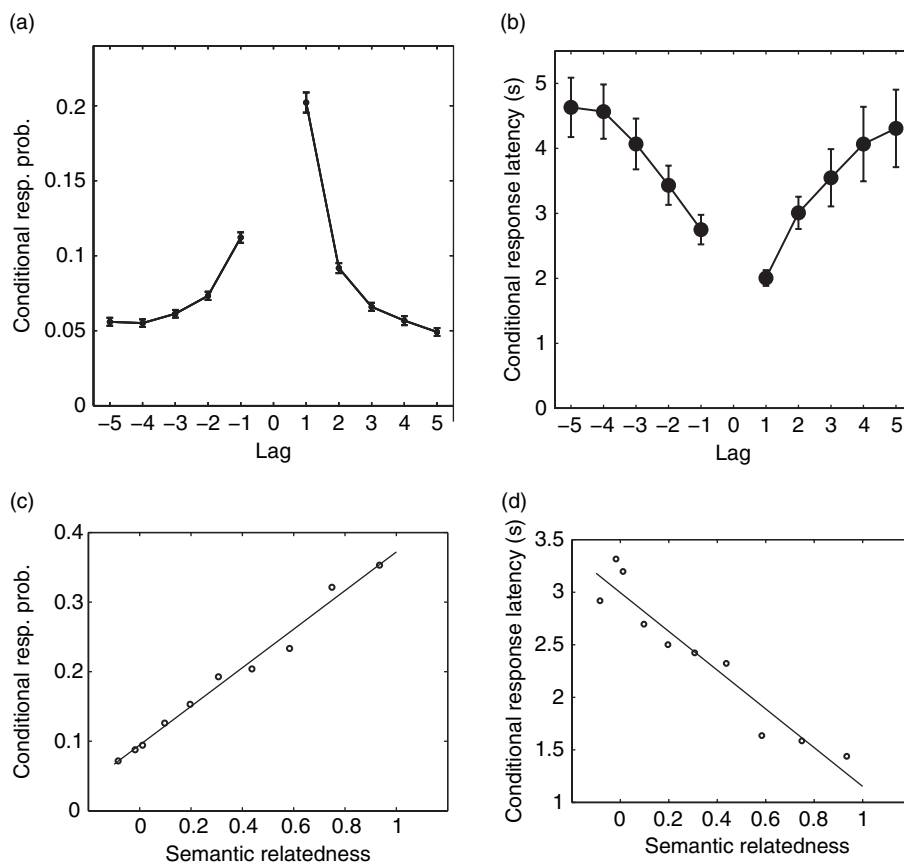 (a)
Conditional resp. prob.
0.2
0.15
0.1
0.05
0
−5 −4 −3 −2 −1 0 1 2 3 4 5
Lag
(b)
Conditional response latency (s)
5
4
3
2
1
0
−5 −4 −3 −2 −1 0 1 2 3 4 5
Lag
(c)
Conditional resp. prob.
0.4
0.3
0.2
0.1
0
0 0.2 0.4 0.6 0.8 1
Semantic relatedness
(d)
Conditional response latency (s)
3.5
3
2.5
2
1.5
1
0 0.2 0.4 0.6 0.8 1
Semantic relatedness